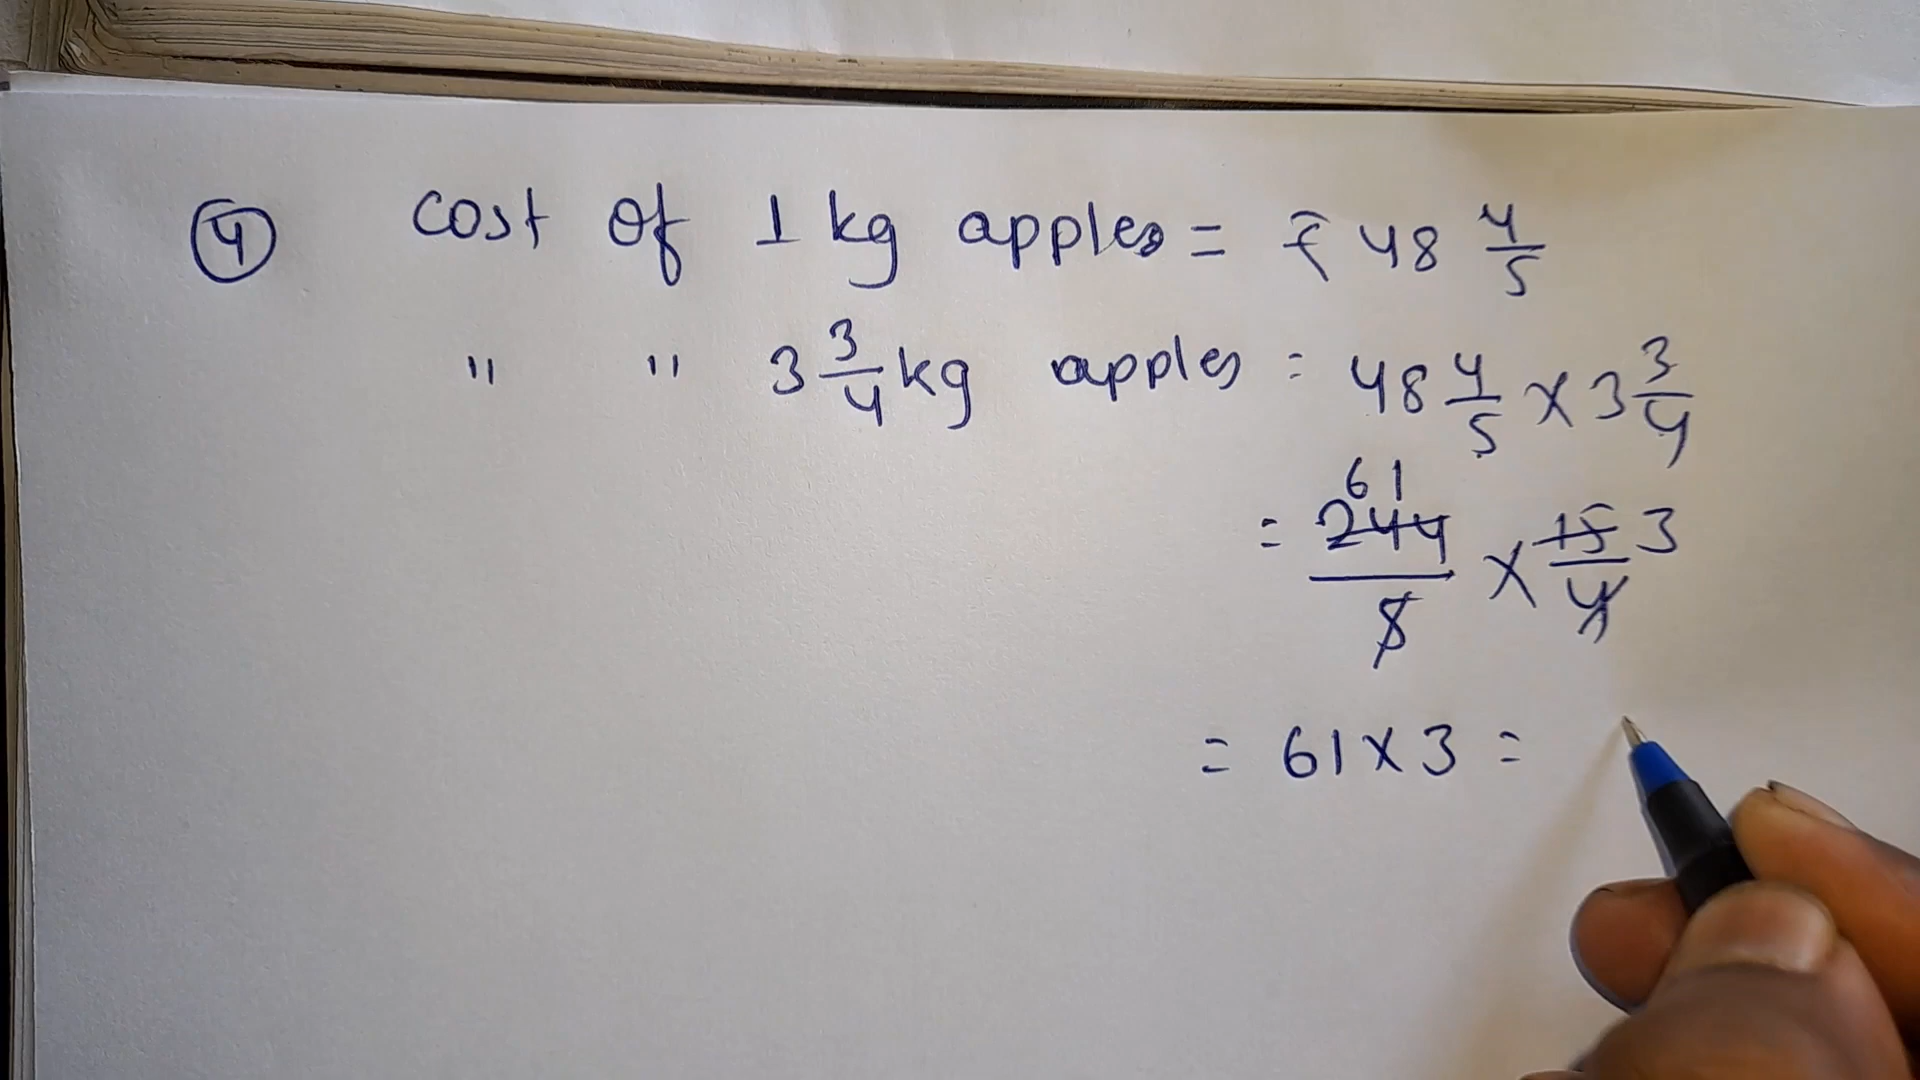 ④ cost of 1 kg apples = ₹ 48 4/5
" " 3 3/4 kg apples = 48 4/5 × 3 3/4
61
= 244/5 × 15/4 3
= 61 × 3 =